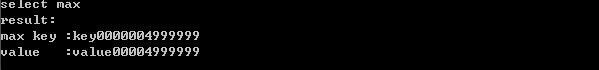 select max
result:
max key :key0000004999999
value   :value00004999999